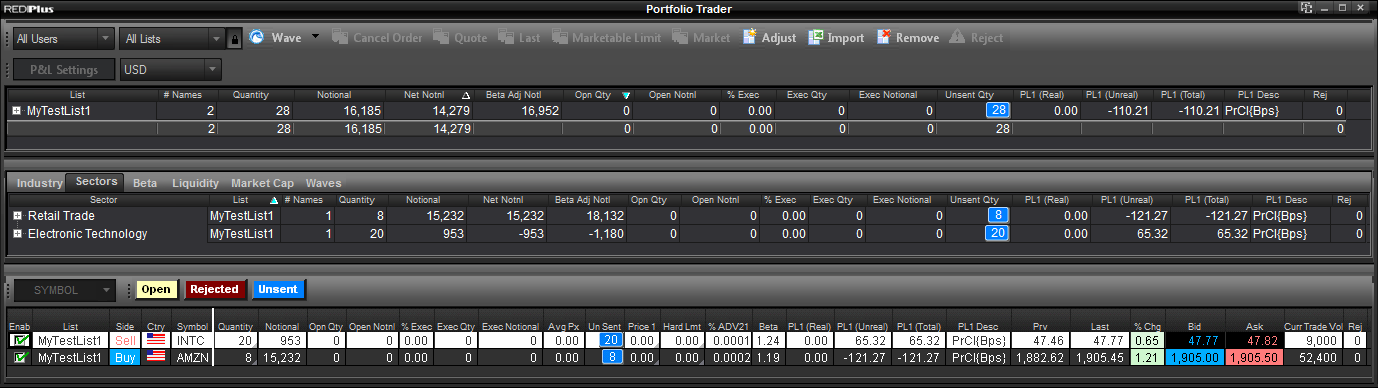 REDIPlus Portfolio Trader
All Users All Lists Wave Cancel Order Quote Last Marketable Limit Market Adjust Import Remove Reject
P&L Settings USD
List # Names Quantity Notional Net Notnl Beta Adj Notl Opn Qty Open Notnl % Exec Exec Qty Exec Notional Unsent Qty PL1 (Real) PL1 (Unreal) PL1 (Total) PL1 Desc Rej
MyTestList1 2 28 16,185 14,279 16,952 0 0 0.00 0 0 28 0.00 -110.21 -110.21 PrCl{Bps} 0
2 28 16,185 14,279 0 0 0.00 0 0 28 0
Industry Sectors Beta Liquidity Market Cap Waves
Sector List # Names Quantity Notional Net Notnl Beta Adj Notl Opn Qty Open Notnl % Exec Exec Qty Exec Notional Unsent Qty PL1 (Real) PL1 (Unreal) PL1 (Total) PL1 Desc Rej
Retail Trade MyTestList1 1 8 15,232 15,232 18,132 0 0 0.00 0 0 8 0.00 -121.27 -121.27 PrCl{Bps} 0
Electronic Technology MyTestList1 1 20 953 -953 -1,180 0 0 0.00 0 0 20 0.00 65.32 65.32 PrCl{Bps} 0
SYMBOL Open Rejected Unsent
Enab List Side Ctry Symbol Quantity Notional Opn Qty Open Notnl % Exec Exec Qty Exec Notional Avg Px Un Sent Price 1 Hard Lmt % ADV21 Beta PL1 (Real) PL1 (Unreal) PL1 (Total) PL1 Desc Prv Last % Chg Bid Ask Curr Trade Vol Rej
MyTestList1 Sell INTC 20 953 0 0 0.00 0 0 0.00 20 0.00 0.00 0.0001 1.24 0.00 65.32 65.32 PrCl{Bps} 47.46 47.77 0.65 47.77 47.82 9,000 0
MyTestList1 Buy AMZN 8 15,232 0 0 0.00 0 0 0.00 8 0.00 0.00 0.0002 1.19 0.00 -121.27 -121.27 PrCl{Bps} 1,882.62 1,905.45 1.21 1,905.00 1,905.50 52,400 0